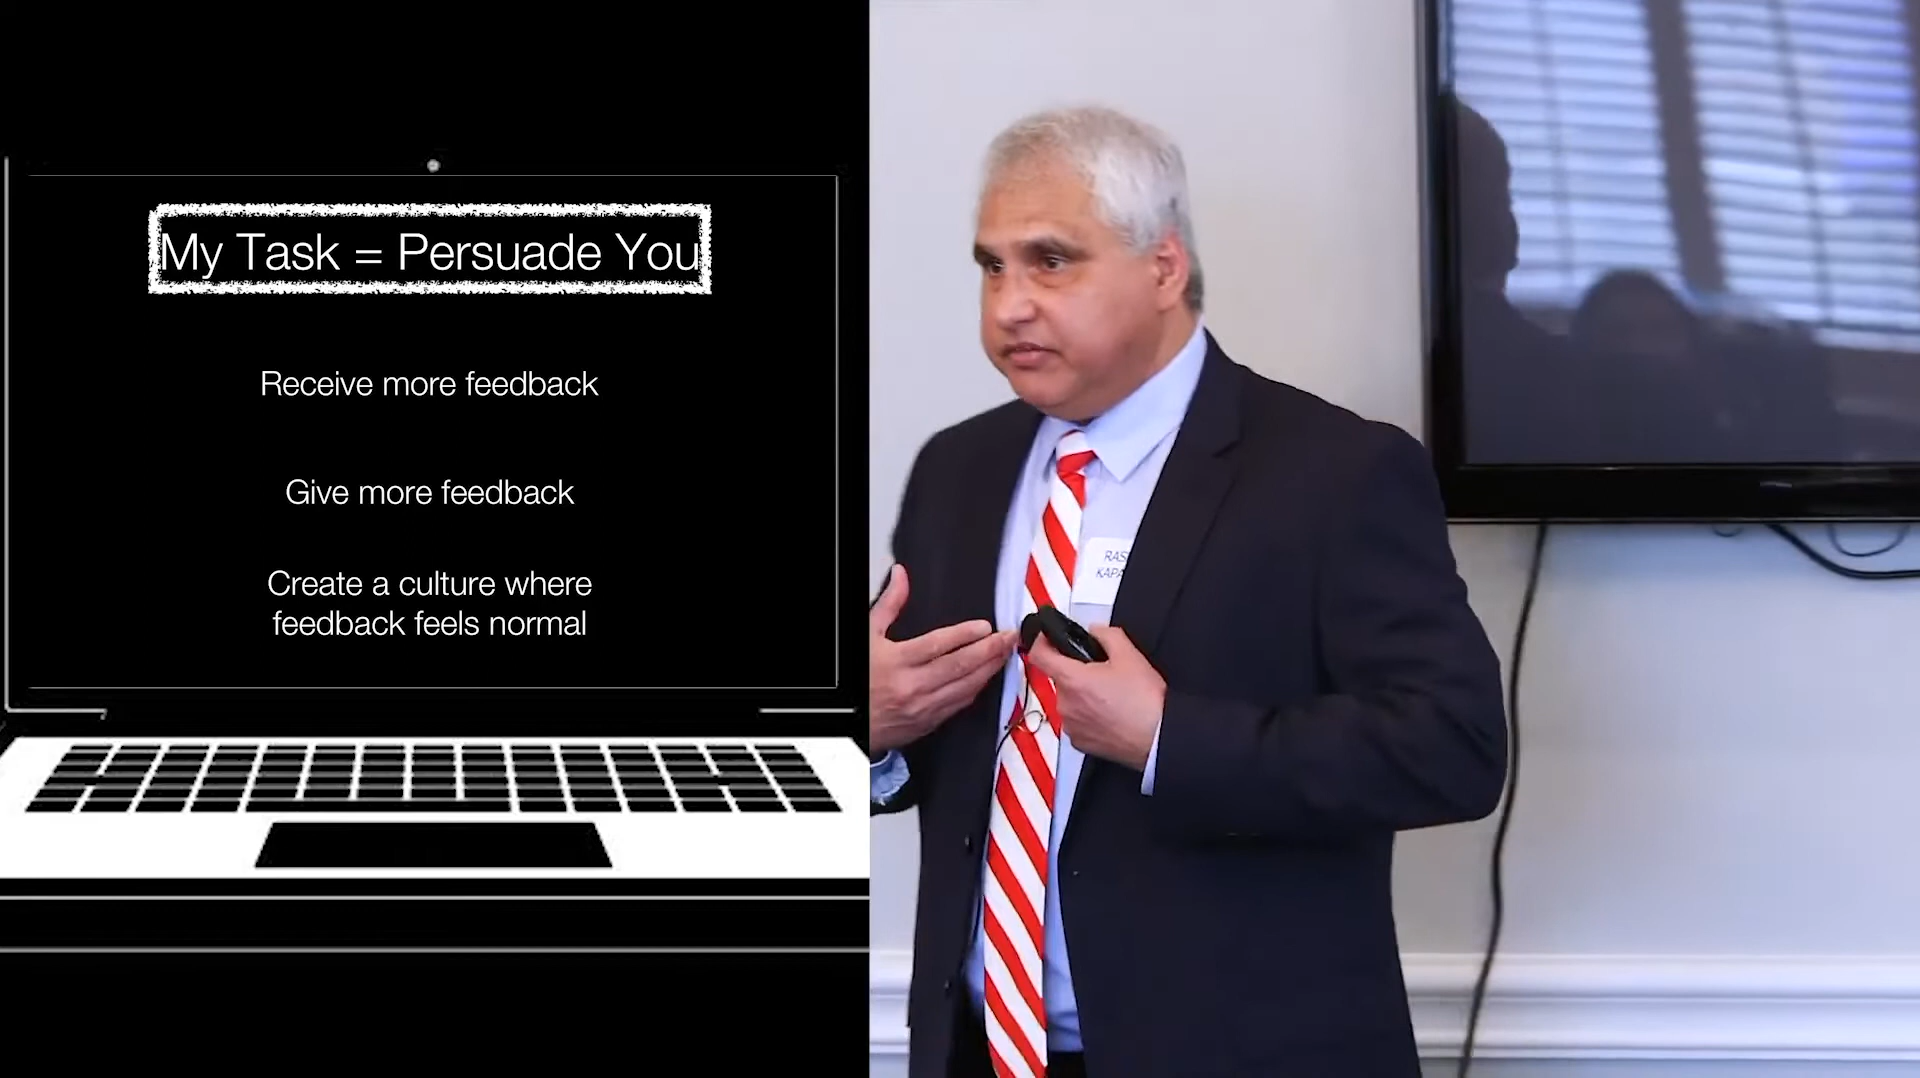 My Task = Persuade You
Receive more feedback
Give more feedback
Create a culture where
feedback feels normal